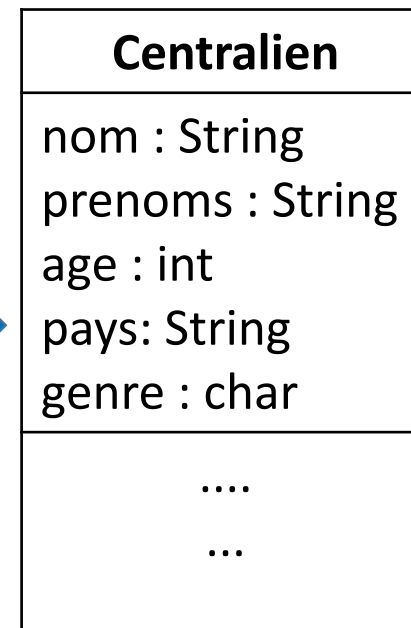 Centralien
nom : String
prenoms : String
age : int
pays: String
genre : char
....
...